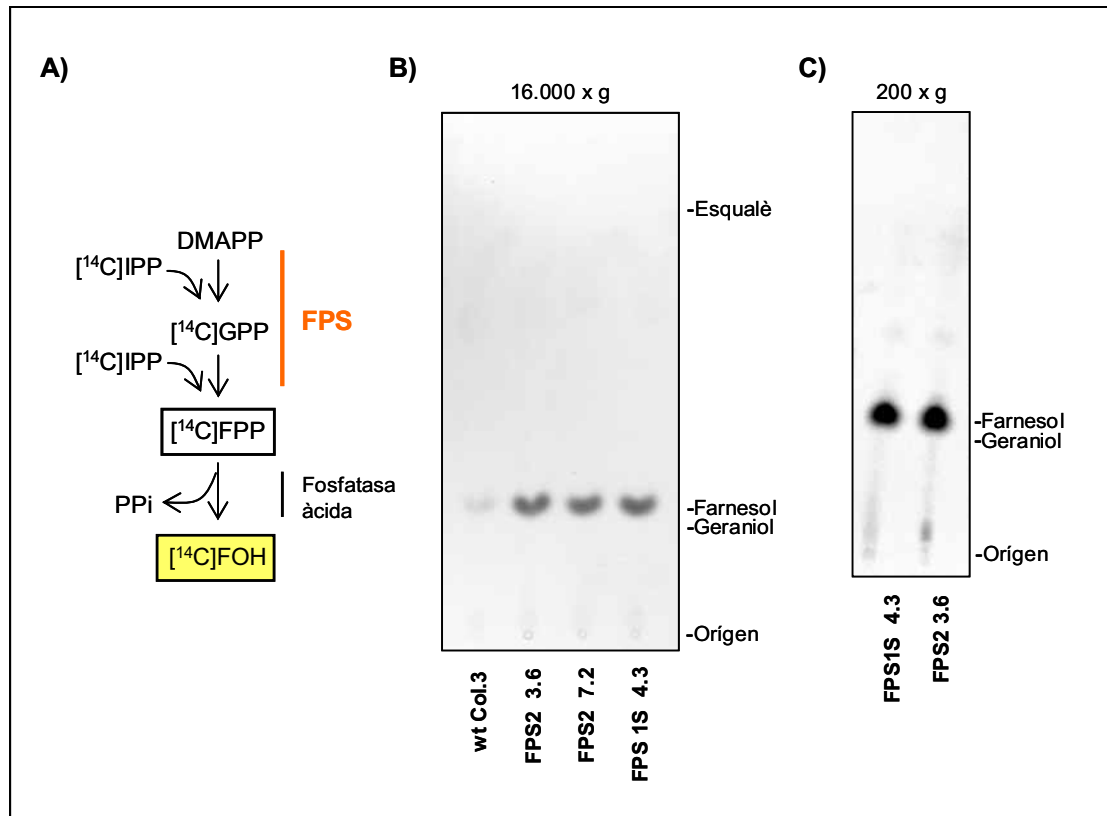 A)
DMAPP
[¹⁴C]IPP
[¹⁴C]GPP
FPS
[¹⁴C]IPP
[¹⁴C]FPP
PPi
Fosfatasa
àcida
[¹⁴C]FOH
B)
16.000 x g
-Esqualè
-Farnesol
-Geraniol
-Orígen
wt Col.3
FPS2 3.6
FPS2 7.2
FPS 1S 4.3
C)
200 x g
-Farnesol
-Geraniol
-Orígen
FPS1S 4.3
FPS2 3.6